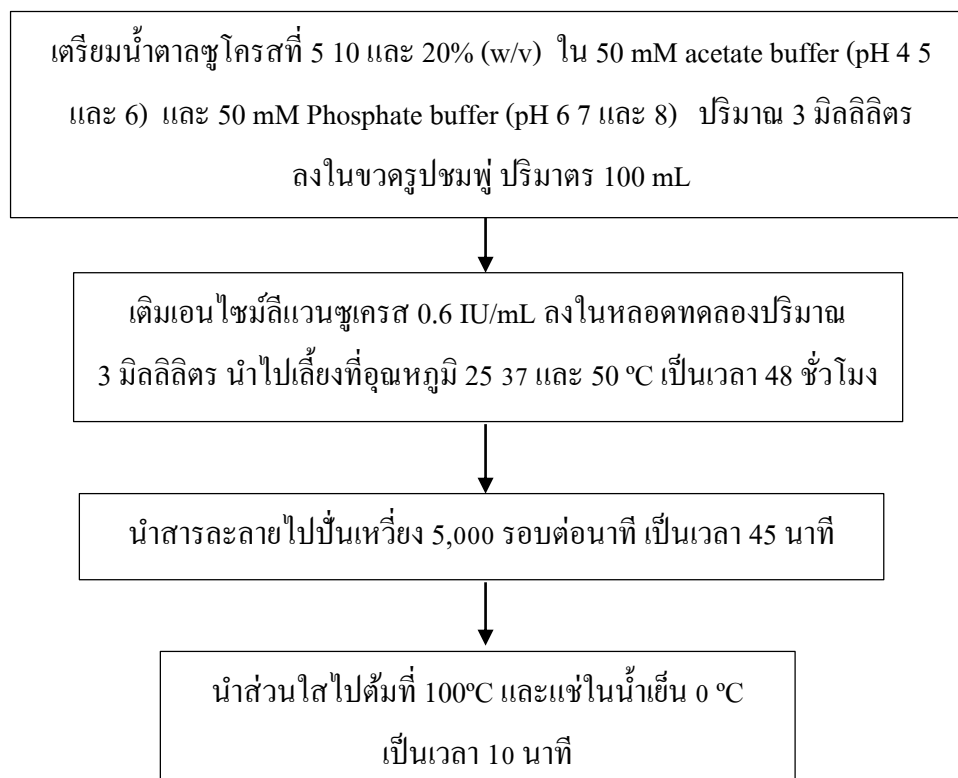 เตรียมน้ำตาลซูโครสที่ 5 10 และ 20% (w/v) ใน 50 mM acetate buffer (pH 4 5
และ 6) และ 50 mM Phosphate buffer (pH 6 7 และ 8) ปริมาณ 3 มิลลิลิตร
ลงในขวดรูปชมพู่ ปริมาตร 100 mL
เติมเอนไซม์ลีแวนซูเครส 0.6 IU/mL ลงในหลอดทดลองปริมาณ
3 มิลลิลิตร นำไปเลี้ยงที่อุณหภูมิ 25 37 และ 50 ºC เป็นเวลา 48 ชั่วโมง
นำสารละลายไปปั่นเหวี่ยง 5,000 รอบต่อนาที เป็นเวลา 45 นาที
นำส่วนใสไปต้มที่ 100ºC และแช่ในน้ำเย็น 0 ºC
เป็นเวลา 10 นาที